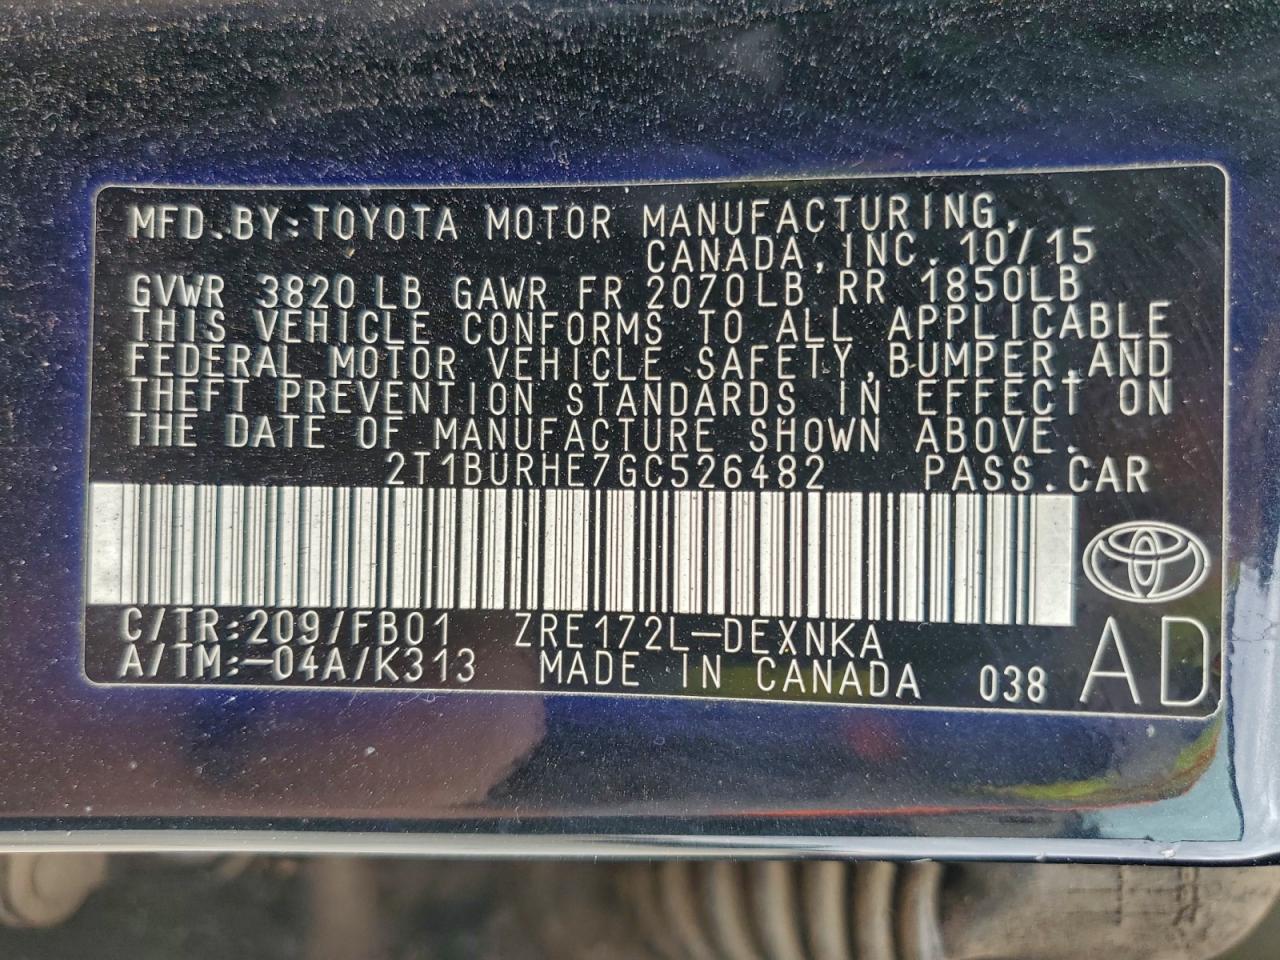 MFD.BY:TOYOTA MOTOR MANUFACTURING,
CANADA,INC. 10/15
GVWR 3820LB GAWR FR 2070LB RR 1850LB
THIS VEHICLE CONFORMS TO ALL APPLICABLE
FEDERAL MOTOR VEHICLE SAFETY,BUMPER,AND
THEFT PREVENTION STANDARDS IN EFFECT ON
THE DATE OF MANUFACTURE SHOWN ABOVE.
2T1BURHE7GC526482 PASS.CAR
C/TR:209/FB01 ZRE172L-DEXNKA
A/TM:-04A/K313 MADE IN CANADA 038 AD